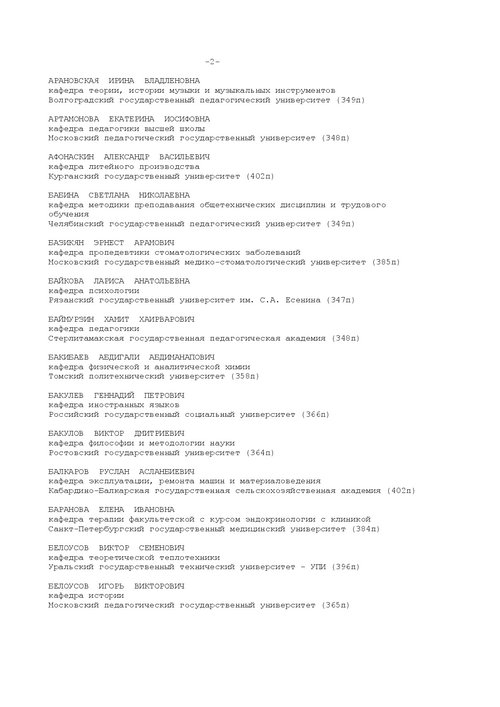 -2-
АРАНОВСКАЯ ИРИНА ВЛАДЛЕНОВНА
кафедра теории, истории музыки и музыкальных инструментов
Волгоградский государственный педагогический университет (349п)
АРТАМОНОВА ЕКАТЕРИНА ИОСИФОВНА
кафедра педагогики высшей школы
Московский педагогический государственный университет (348п)
АФОНАСКИН АЛЕКСАНДР ВАСИЛЬЕВИЧ
кафедра литейного производства
Курганский государственный университет (402п)
БАБИНА СВЕТЛАНА НИКОЛАЕВНА
кафедра методики преподавания общетехнических дисциплин и трудового
обучения
Челябинский государственный педагогический университет (349п)
БАЗИКЯН ЭРНЕСТ АРАМОВИЧ
кафедра пропедевтики стоматологических заболеваний
Московский государственный медико-стоматологический университет (385п)
БАЙКОВА ЛАРИСА АНАТОЛЬЕВНА
кафедра психологии
Рязанский государственный университет им. С.А. Есенина (347п)
БАЙМУРЗИН ХАМИТ ХАИРВАРОВИЧ
кафедра педагогики
Стерлитамакская государственная педагогическая академия (348п)
БАКИБАЕВ АБДИГАЛИ АБДИМАНАПОВИЧ
кафедра физической и аналитической химии
Томский политехнический университет (358п)
БАКУЛЕВ ГЕННАДИЙ ПЕТРОВИЧ
кафедра иностранных языков
Российский государственный социальный университет (366п)
БАКУЛОВ ВИКТОР ДМИТРИЕВИЧ
кафедра философии и методологии науки
Ростовский государственный университет (364п)
БАЛКАРОВ РУСЛАН АСЛАНБИЕВИЧ
кафедра эксплуатации, ремонта машин и материаловедения
Кабардино-Балкарская государственная сельскохозяйственная академия (402п)
БАРАНОВА ЕЛЕНА ИВАНОВНА
кафедра терапии факультетской с курсом эндокринологии с клиникой
Санкт-Петербургский государственный медицинский университет (384п)
БЕЛОУСОВ ВИКТОР СЕМЕНОВИЧ
кафедра теоретической теплотехники
Уральский государственный технический университет - УПИ (396п)
БЕЛОУСОВ ИГОРЬ ВИКТОРОВИЧ
кафедра истории
Московский педагогический государственный университет (365п)